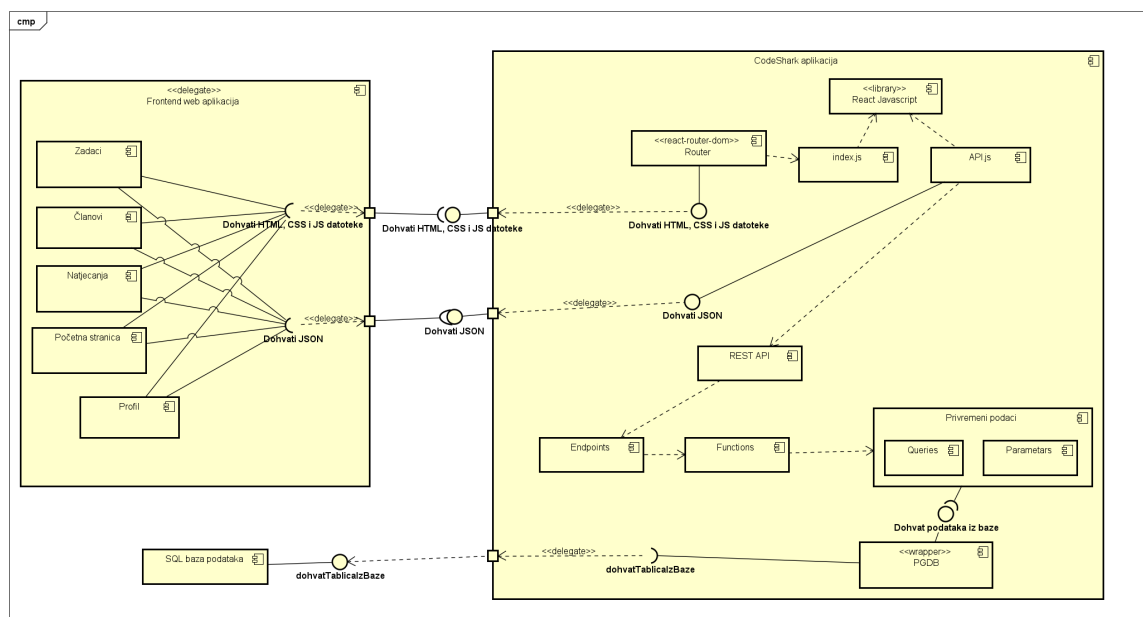 cmp
CodeShark aplikacija
<<delegate>>
Frontend web aplikacija
<<library>>
React Javascript
Zadaci
<<react-router-dom>>
Router
index.js
API.js
Članovi
<<delegate>>
<<delegate>>
Dohvati HTML, CSS i JS datoteke
Dohvati HTML, CSS i JS datoteke
Dohvati HTML, CSS i JS datoteke
Natjecanja
<<delegate>>
<<delegate>>
Dohvati JSON
Dohvati JSON
Dohvati JSON
Početna stranica
REST API
Profil
Privremeni podaci
Endpoints
Functions
Queries
Parametars
Dohvat podataka iz baze
SQL baza podataka
dohvatTablicaIzBaze
<<delegate>>
dohvatTablicaIzBaze
<<wrapper>>
PGDB